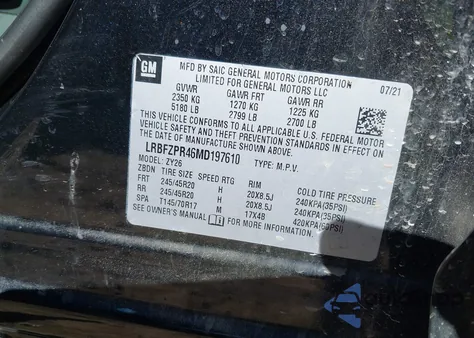 GM
MFD BY SAIC GENERAL MOTORS CORPORATION
LIMITED FOR GENERAL MOTORS LLC
07/21
GVWR GAWR FRT GAWR RR
2350 KG 1270 KG 1225 KG
5180 LB 2799 LB 2700 LB
THIS VEHICLE CONFORMS TO ALL APPLICABLE U.S. FEDERAL MOTOR
VEHICLE SAFETY, BUMPER, AND THEFT PREVENTION STANDARDS IN
EFFECT ON THE DATE OF MANUFACTURE SHOWN ABOVE.
LRBFZPR46MD197610 TYPE: M.P.V.
MODEL: ZY26
ZBDN TIRE SIZE SPEED RTG RIM COLD TIRE PRESSURE
FRT 245/45R20 H 20X8.5J 240KPA(35PSI)
RR 245/45R20 H 20X8.5J 240KPA(35PSI)
SPA T145/70R17 M 17X4B 420KPA(60PSI)
SEE OWNER'S MANUAL FOR MORE INFORMATION